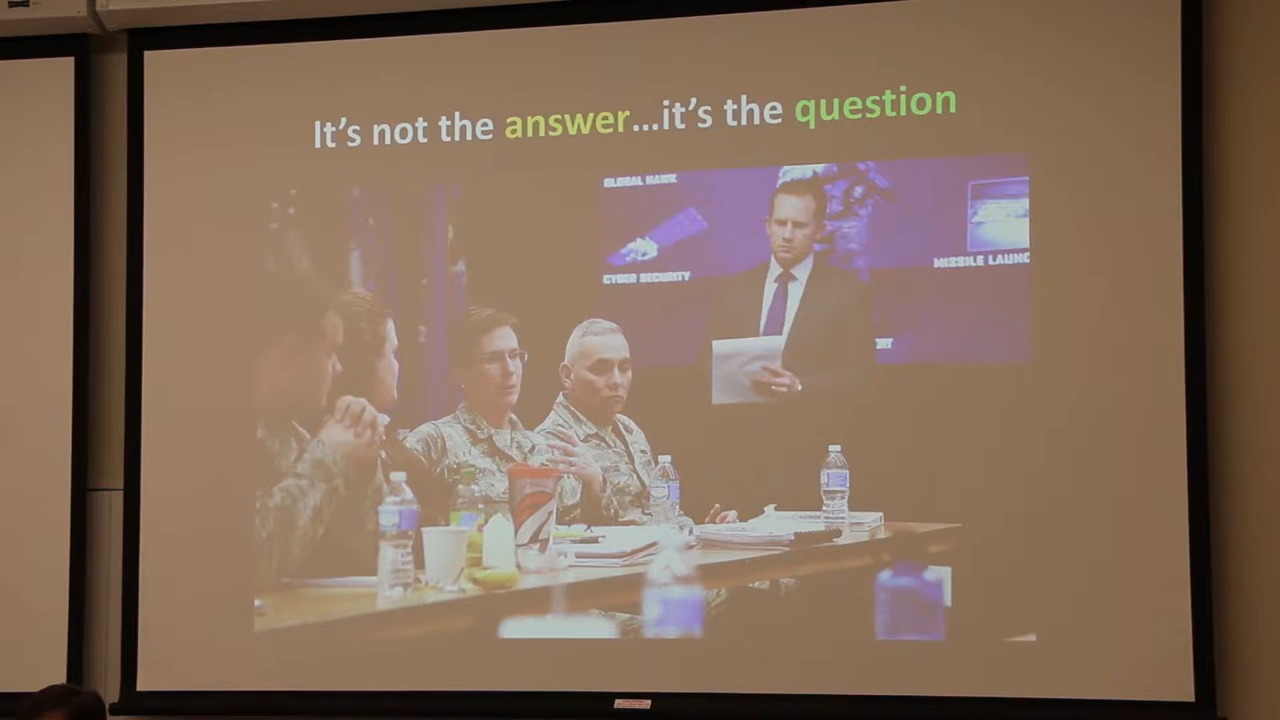 It's not the answer...it's the question
GLOBAL HAWK
CYBER SECURITY
MISSILE LAUNC